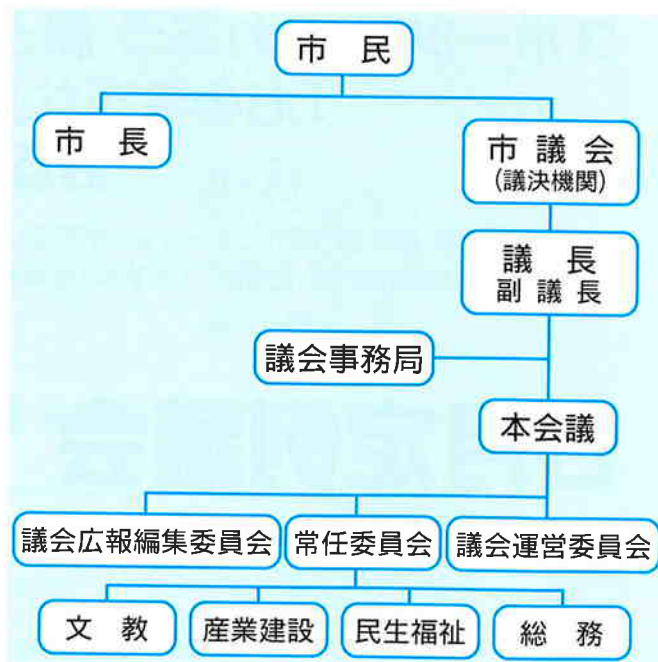 市民
市長
市議会
(議決機関)
議長
副議長
議会事務局
本会議
議会広報編集委員会
常任委員会
議会運営委員会
文教
産業建設
民生福祉
総務